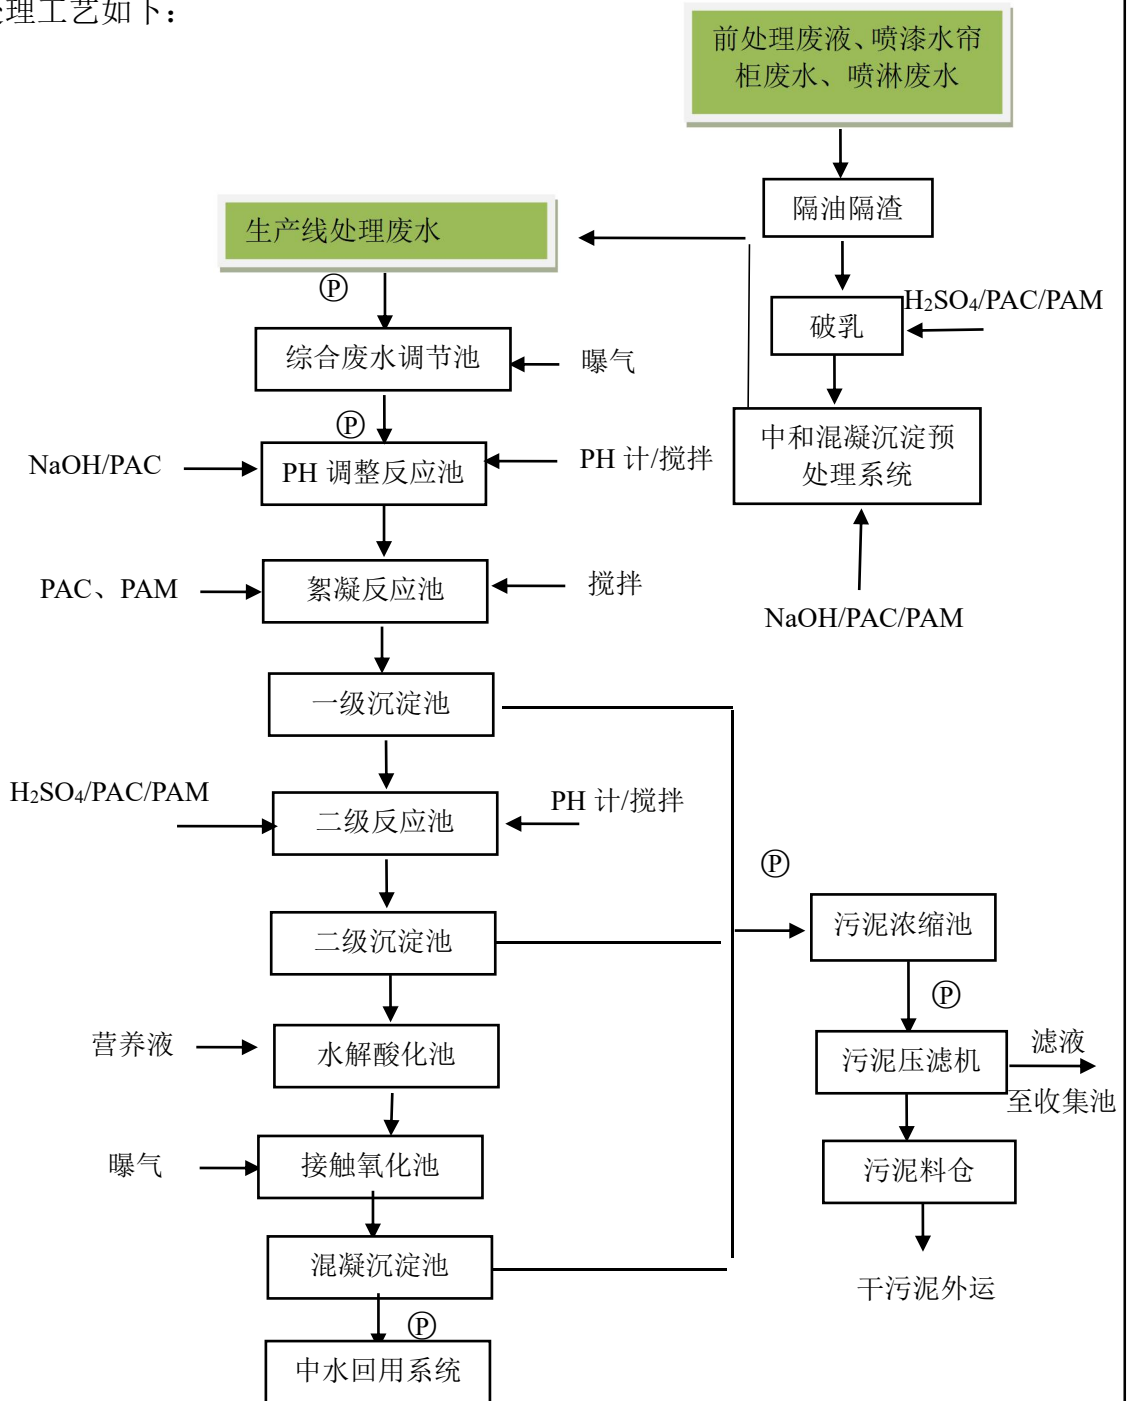 处理工艺如下：
前处理废液、喷漆水帘
柜废水、喷淋废水
隔油隔渣
生产线处理废水
Ⓟ
H₂SO₄/PAC/PAM
破乳
综合废水调节池
曝气
Ⓟ
中和混凝沉淀预
处理系统
NaOH/PAC
PH 调整反应池
PH 计/搅拌
PAC、PAM
絮凝反应池
搅拌
NaOH/PAC/PAM
一级沉淀池
H₂SO₄/PAC/PAM
二级反应池
PH 计/搅拌
Ⓟ
二级沉淀池
污泥浓缩池
Ⓟ
营养液
水解酸化池
污泥压滤机
滤液
至收集池
曝气
接触氧化池
污泥料仓
混凝沉淀池
干污泥外运
Ⓟ
中水回用系统